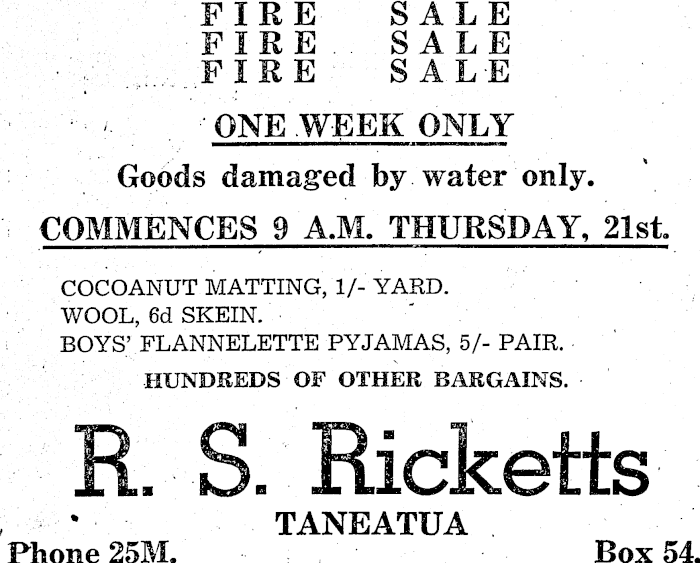 FIRE SALE
FIRE SALE
FIRE SALE
ONE WEEK ONLY
Goods damaged by water only.
COMMENCES 9 A.M. THURSDAY, 21st.
COCOANUT MATTING, 1/- YARD.
WOOL, 6d SKEIN.
BOYS' FLANNELETTE PYJAMAS, 5/- PAIR.
HUNDREDS OF OTHER BARGAINS.
R. S. Ricketts
TANEATUA
Phone 25M. Box 54.